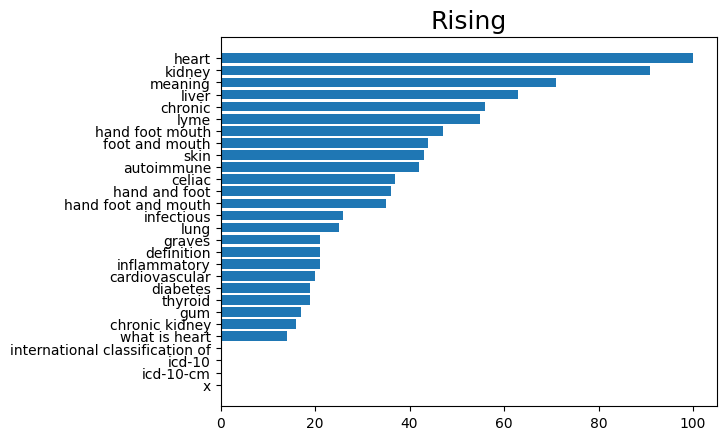 Rising
heart
kidney
meaning
liver
chronic
lyme
hand foot mouth
foot and mouth
skin
autoimmune
celiac
hand and foot
hand foot and mouth
infectious
lung
graves
definition
inflammatory
cardiovascular
diabetes
thyroid
gum
chronic kidney
what is heart
international classification of
icd-10
icd-10-cm
x
0 20 40 60 80 100